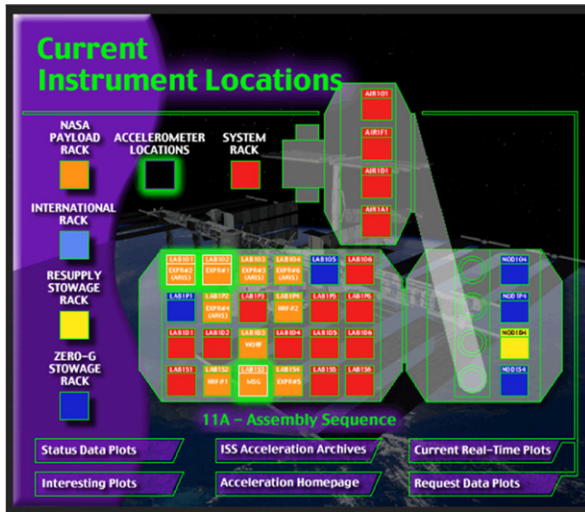 Current
Instrument Locations
NASA
PAYLOAD
RACK
ACCELEROMETER
LOCATIONS
SYSTEM
RACK
INTERNATIONAL
RACK
RESUPPLY
STOWAGE
RACK
ZERO-G
STOWAGE
RACK
AIR1O1
AIR1F1
AIR1D1
AIR1A1
LAB1O1 LAB1O2 LAB1O3 LAB1O4 LAB1O5 LAB1O6
EXPR#2 EXPR#1 EXPR#3 EXPR#6
(ARIS) (ARIS) (ARIS)
LAB1P1 LAB1P2 LAB1P3 LAB1P4 LAB1P5 LAB1P6
EXPR#4 HRF#2
(ARIS)
LAB1D1 LAB1D2 LAB1D3 LAB1D4 LAB1D5 LAB1D6
WORF
LAB1S1 LAB1S2 LAB1S3 LAB1S4 LAB1S5 LAB1S6
HRF#1 MSG EXPR#5
NOD1O4
NOD1P4
NOD1D4
NOD1S4
11A – Assembly Sequence
Status Data Plots
ISS Acceleration Archives
Current Real-Time Plots
Interesting Plots
Acceleration Homepage
Request Data Plots